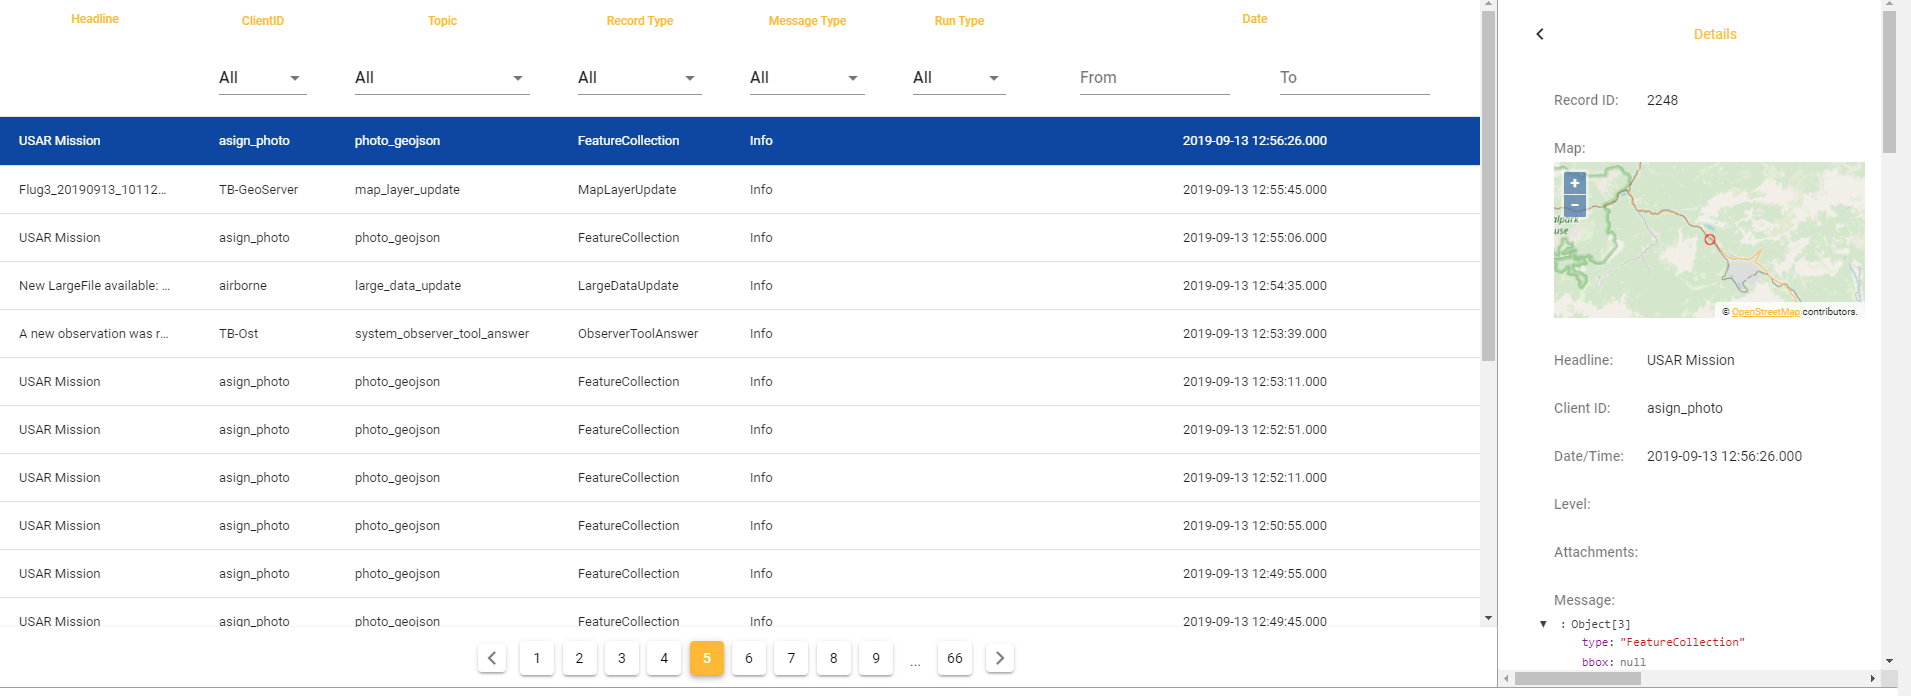 Headline ClientID Topic Record Type Message Type Run Type Date
All All All All All From To
USAR Mission asign_photo photo_geojson FeatureCollection Info 2019-09-13 12:56:26.000
Flug3_20190913_10112... TB-GeoServer map_layer_update MapLayerUpdate Info 2019-09-13 12:55:45.000
USAR Mission asign_photo photo_geojson FeatureCollection Info 2019-09-13 12:55:06.000
New LargeFile available: ... airborne large_data_update LargeDataUpdate Info 2019-09-13 12:54:35.000
A new observation was r... TB-Ost system_observer_tool_answer ObserverToolAnswer Info 2019-09-13 12:53:39.000
USAR Mission asign_photo photo_geojson FeatureCollection Info 2019-09-13 12:53:11.000
USAR Mission asign_photo photo_geojson FeatureCollection Info 2019-09-13 12:52:51.000
USAR Mission asign_photo photo_geojson FeatureCollection Info 2019-09-13 12:52:11.000
USAR Mission asign_photo photo_geojson FeatureCollection Info 2019-09-13 12:50:55.000
USAR Mission asign_photo photo_geojson FeatureCollection Info 2019-09-13 12:49:55.000
USAR Mission asign_photo photo_geojson FeatureCollection Info 2019-09-13 12:49:45.000
1 2 3 4 5 6 7 8 9 ... 66
Details
Record ID: 2248
Map:
+
−
alpark
use
© OpenStreetMap contributors.
Headline: USAR Mission
Client ID: asign_photo
Date/Time: 2019-09-13 12:56:26.000
Level:
Attachments:
Message:
: Object[3]
type: "FeatureCollection"
bbox: null